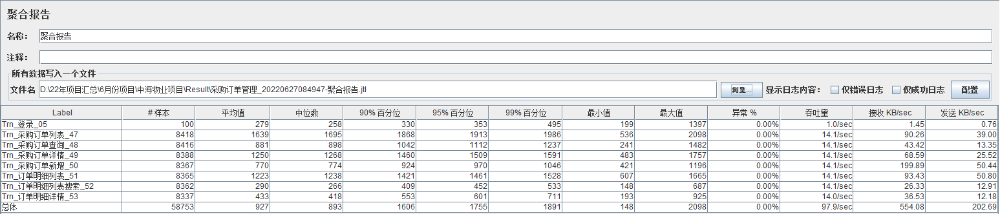 聚合报告
名称: 聚合报告
注释:
所有数据写入一个文件
文件名 D:\22年项目汇总\6月份项目\中海物业项目\Result\采购订单管理_20220627084947-聚合报告.jtl 浏览... 显示日志内容: 仅错误日志 仅成功日志 配置
Label # 样本 平均值 中位数 90% 百分位 95% 百分位 99% 百分位 最小值 最大值 异常 % 吞吐量 接收 KB/sec 发送 KB/sec
Trn_登录_05 100 279 258 330 353 495 199 1397 0.00% 1.0/sec 1.45 0.76
Trn_采购订单列表_47 8418 1639 1695 1868 1913 1986 536 2098 0.00% 14.1/sec 90.26 39.00
Trn_采购订单查询_48 8416 881 898 1042 1112 1237 241 1482 0.00% 14.1/sec 43.42 13.35
Trn_采购订单详情_49 8388 1250 1268 1460 1509 1591 483 1757 0.00% 14.1/sec 68.59 25.52
Trn_采购订单新增_50 8367 770 774 924 970 1046 421 1196 0.00% 14.1/sec 199.89 50.44
Trn_订单明细列表_51 8365 1223 1238 1421 1461 1528 607 1665 0.00% 14.1/sec 93.43 50.80
Trn_订单明细列表搜索_52 8362 290 266 409 452 533 148 687 0.00% 14.1/sec 26.33 12.91
Trn_订单明细详情_53 8337 433 418 553 601 711 193 925 0.00% 14.0/sec 36.53 12.18
总体 58753 927 893 1606 1755 1891 148 2098 0.00% 97.9/sec 554.08 202.69